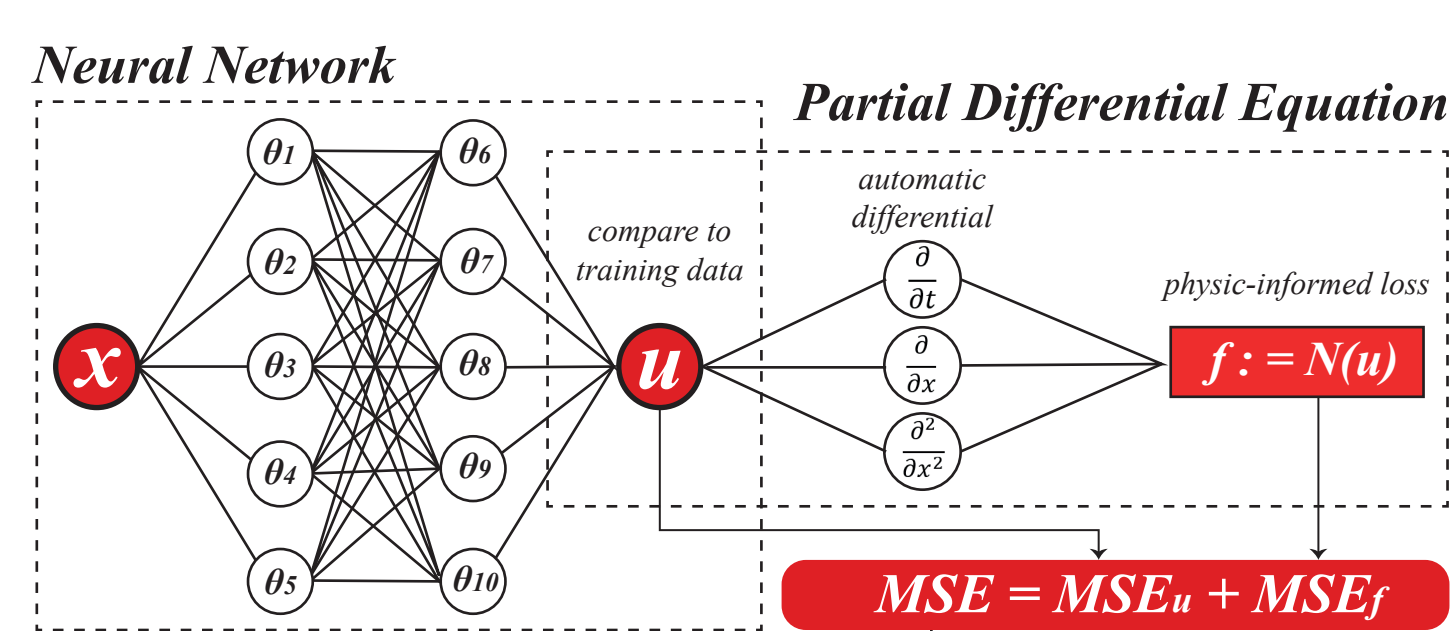 Neural Network
Partial Differential Equation
θ1
θ2
θ3
θ4
θ5
θ6
θ7
θ8
θ9
θ10
x
compare to
training data
u
automatic
differential
∂
∂t
∂
∂x
∂²
∂x²
physic-informed loss
f : = N(u)
MSE = MSEu + MSEf